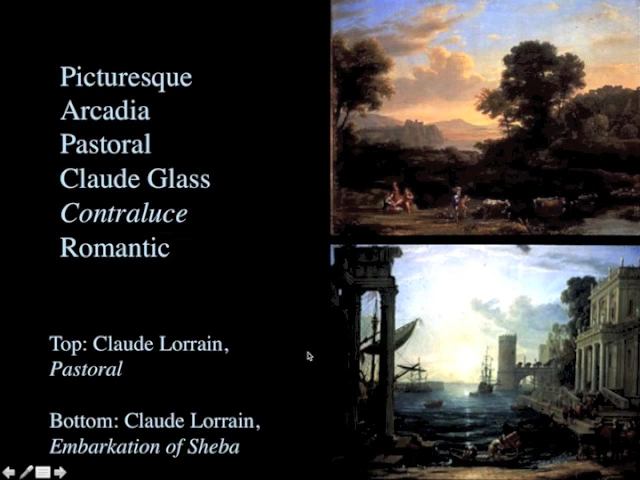 Picturesque
Arcadia
Pastoral
Claude Glass
Contraluce
Romantic
Top: Claude Lorrain,
Pastoral
Bottom: Claude Lorrain,
Embarkation of Sheba